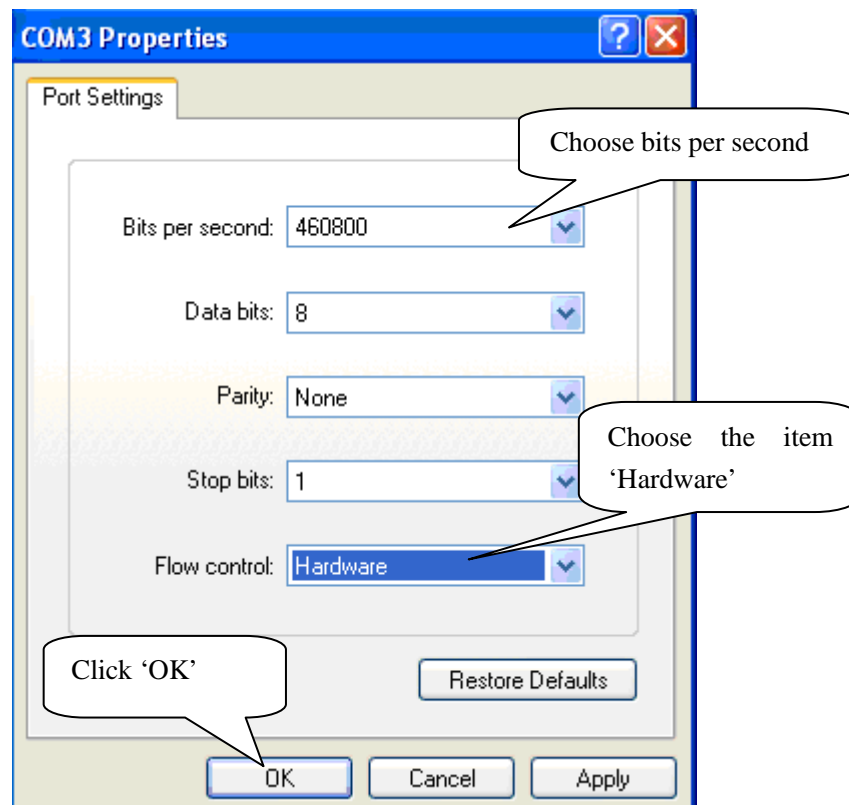 COM3 Properties
Port Settings
Choose bits per second
Bits per second: 460800
Data bits: 8
Parity: None
Choose the item
‘Hardware’
Stop bits: 1
Flow control: Hardware
Click ‘OK’
Restore Defaults
OK Cancel Apply